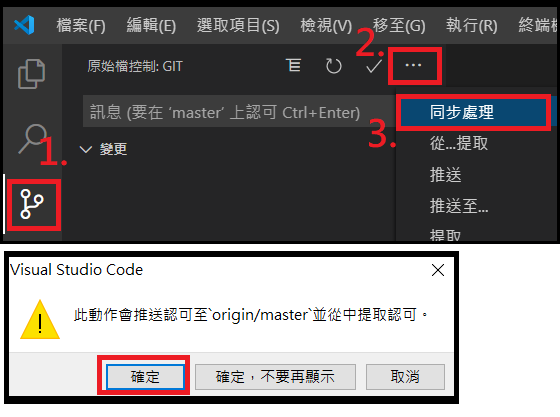 檔案(F) 編輯(E) 選取項目(S) 檢視(V) 移至(G) 執行(R) 終端
2.
原始檔控制: GIT
訊息 (要在 ‘master’ 上認可 Ctrl+Enter)
同步處理
3.
1.
變更
從...提取
推送
推送至...
提取
Visual Studio Code
此動作會推送認可至`origin/master`並從中提取認可。
確定 確定，不要再顯示 取消